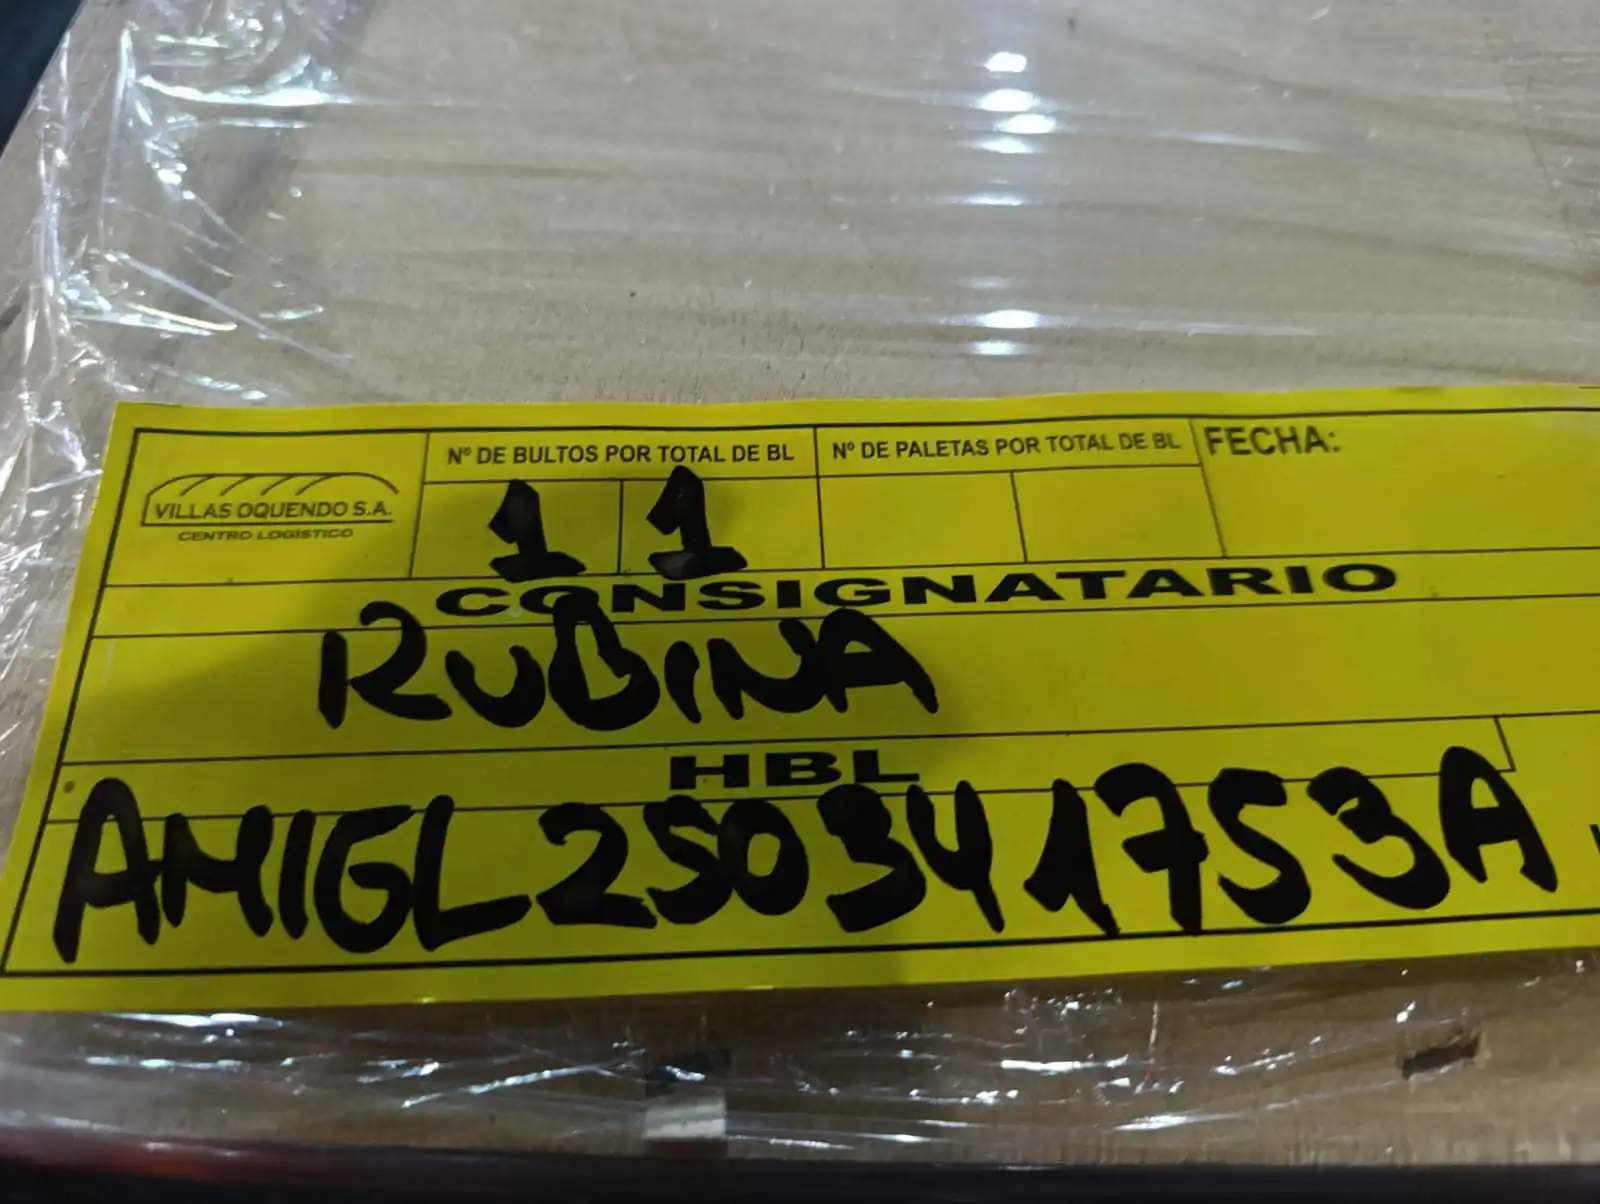 VILLAS OQUENDO S.A.
CENTRO LOGÍSTICO
Nº DE BULTOS POR TOTAL DE BL
1 1
Nº DE PALETAS POR TOTAL DE BL
FECHA:
CONSIGNATARIO
RUBINA
HBL
AMIGL250341753A